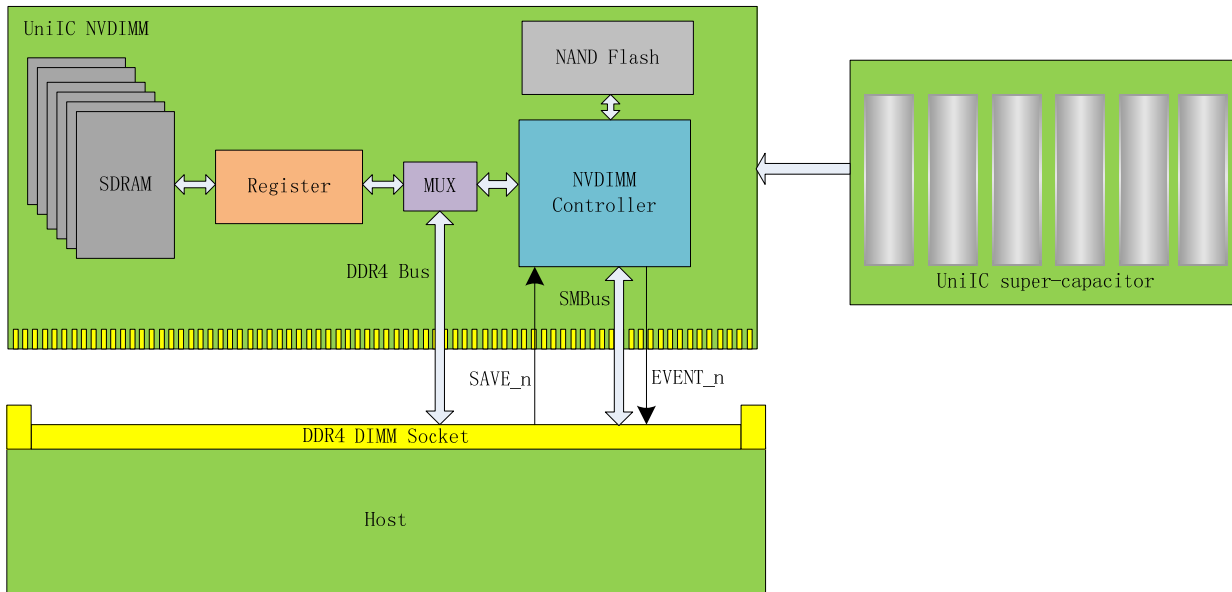 UniIC NVDIMM
NAND Flash
SDRAM
Register
MUX
NVDIMM
Controller
DDR4 Bus
SMBus
UniIC super-capacitor
SAVE_n
EVENT_n
DDR4 DIMM Socket
Host